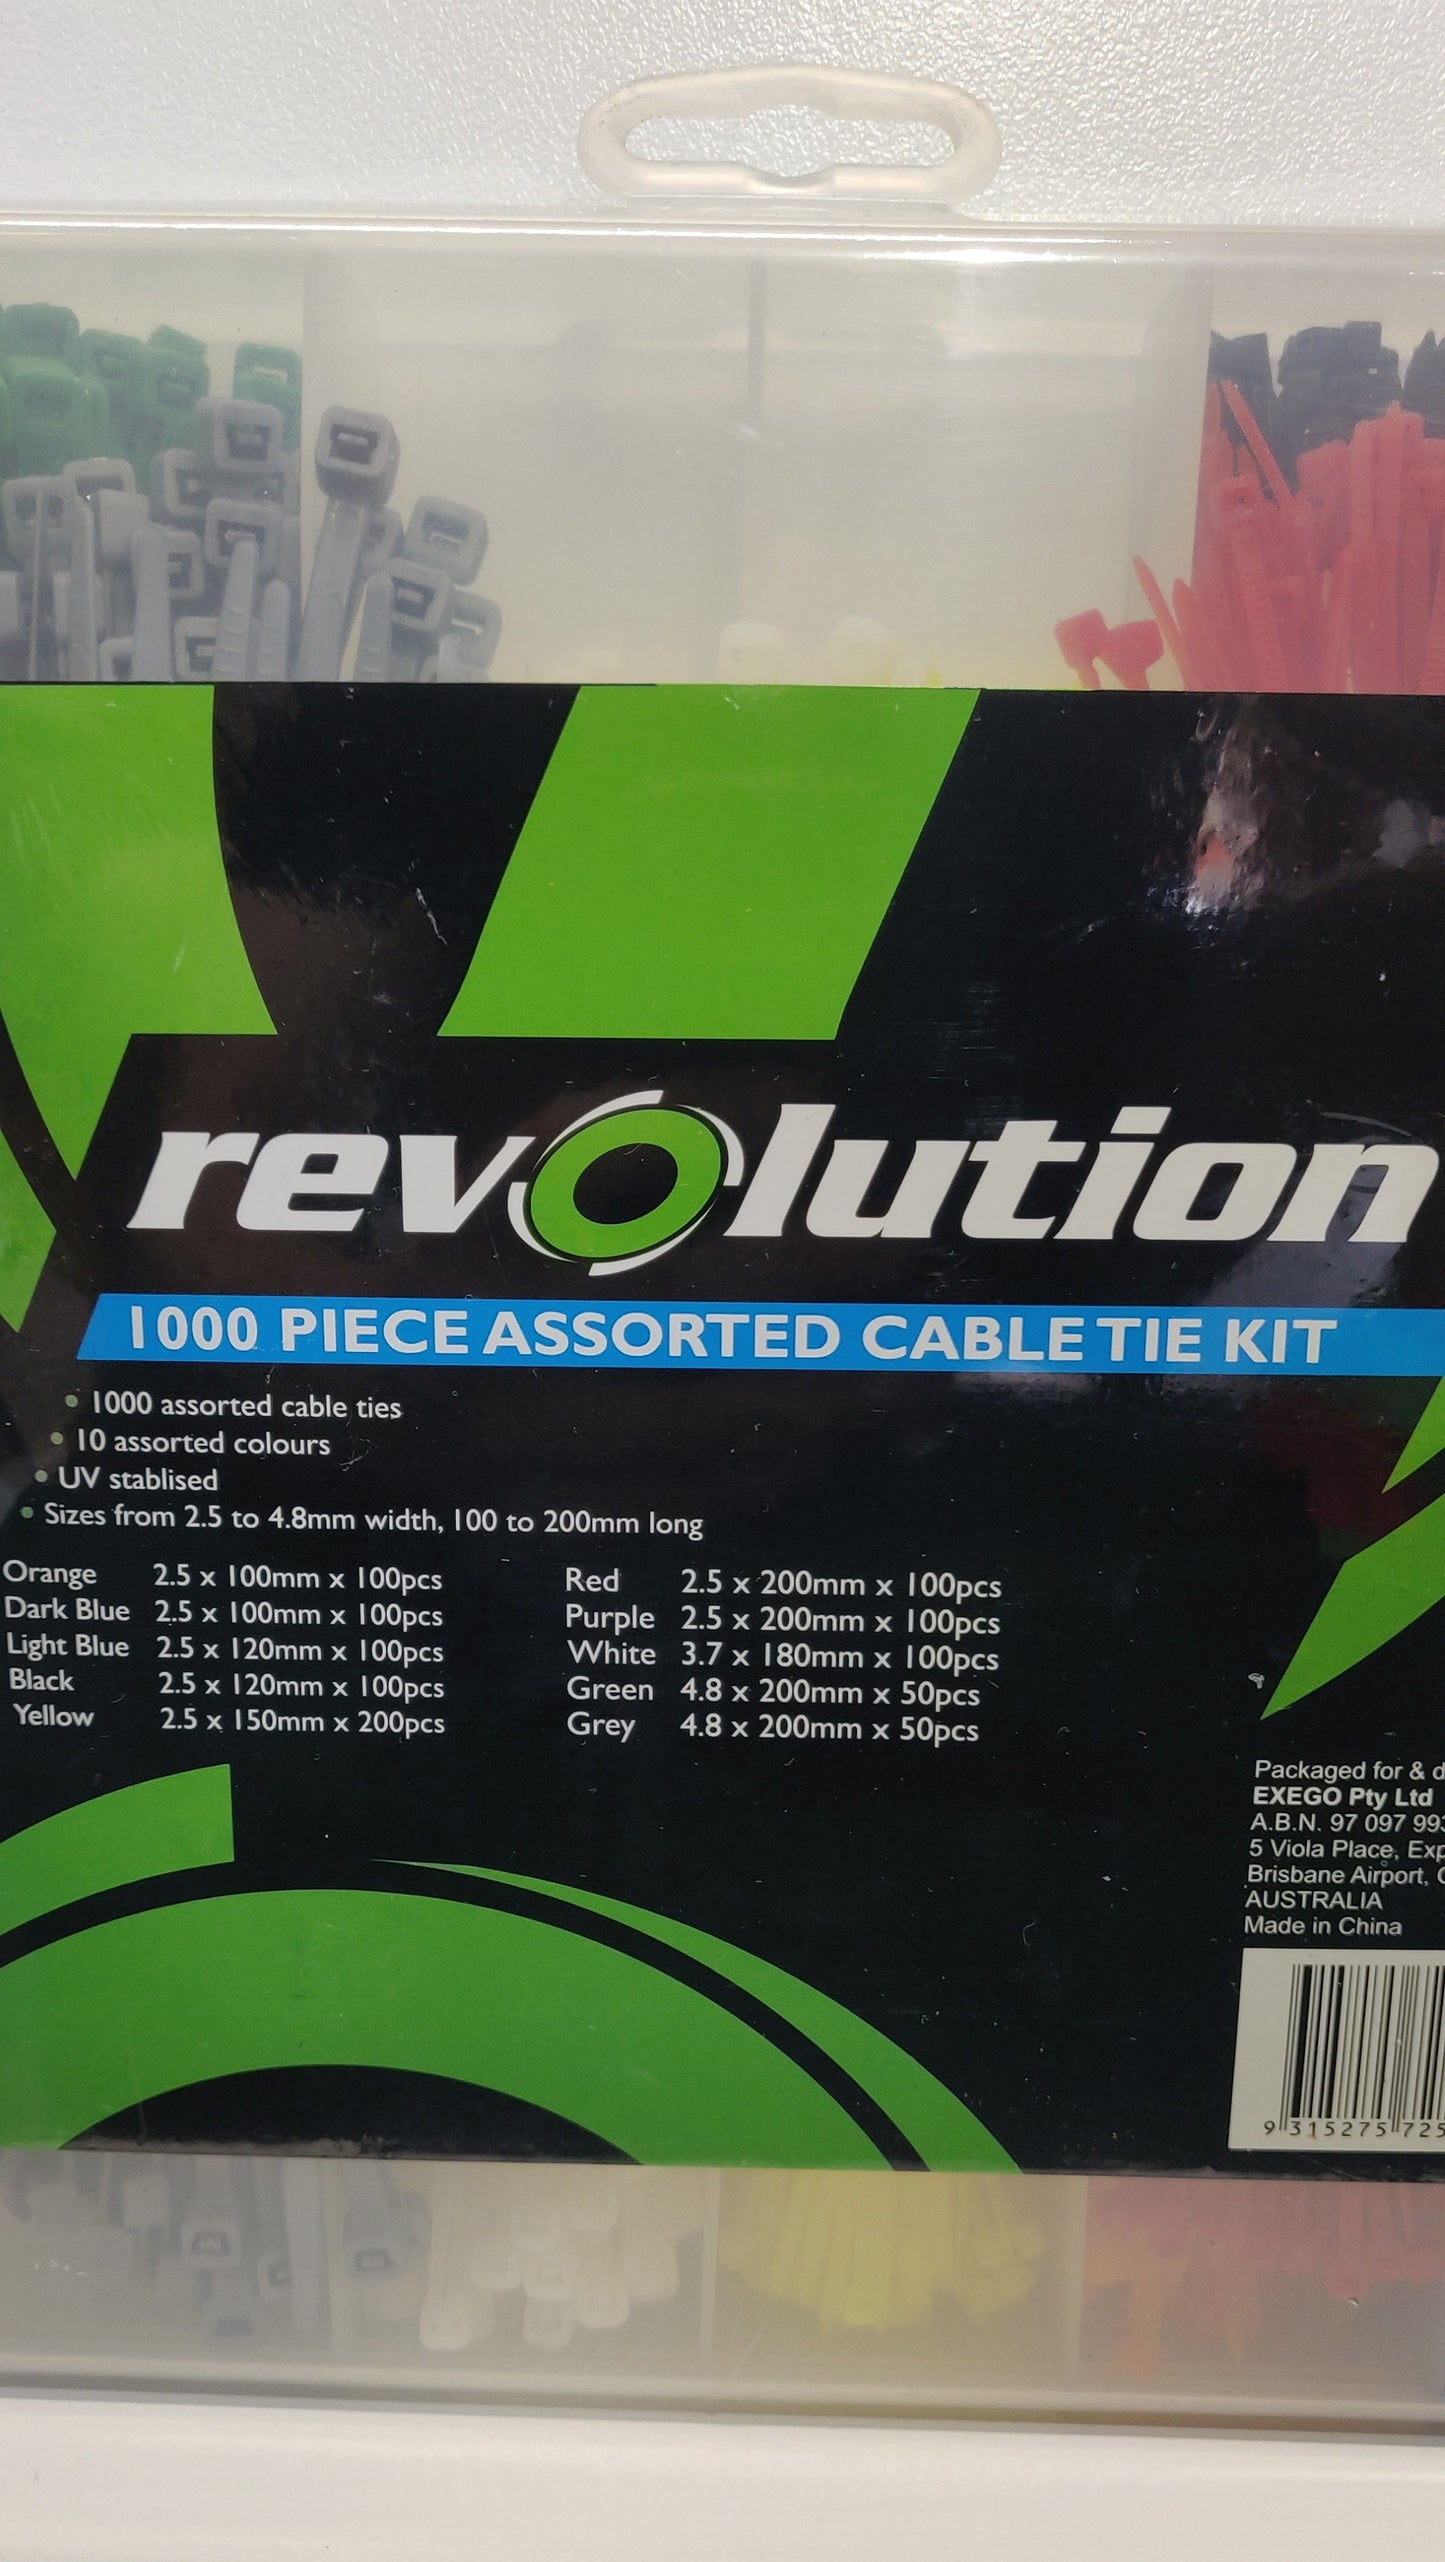 revolution
1000 PIECE ASSORTED CABLE TIE KIT
• 1000 assorted cable ties
• 10 assorted colours
• UV stablised
• Sizes from 2.5 to 4.8mm width, 100 to 200mm long
Orange 2.5 x 100mm x 100pcs
Dark Blue 2.5 x 100mm x 100pcs
Light Blue 2.5 x 120mm x 100pcs
Black 2.5 x 120mm x 100pcs
Yellow 2.5 x 150mm x 200pcs
Red 2.5 x 200mm x 100pcs
Purple 2.5 x 200mm x 100pcs
White 3.7 x 180mm x 100pcs
Green 4.8 x 200mm x 50pcs
Grey 4.8 x 200mm x 50pcs
Packaged for & d
EXEGO Pty Ltd
A.B.N. 97 097 993
5 Viola Place, Exp
Brisbane Airport,
AUSTRALIA
Made in China
9 315275 725